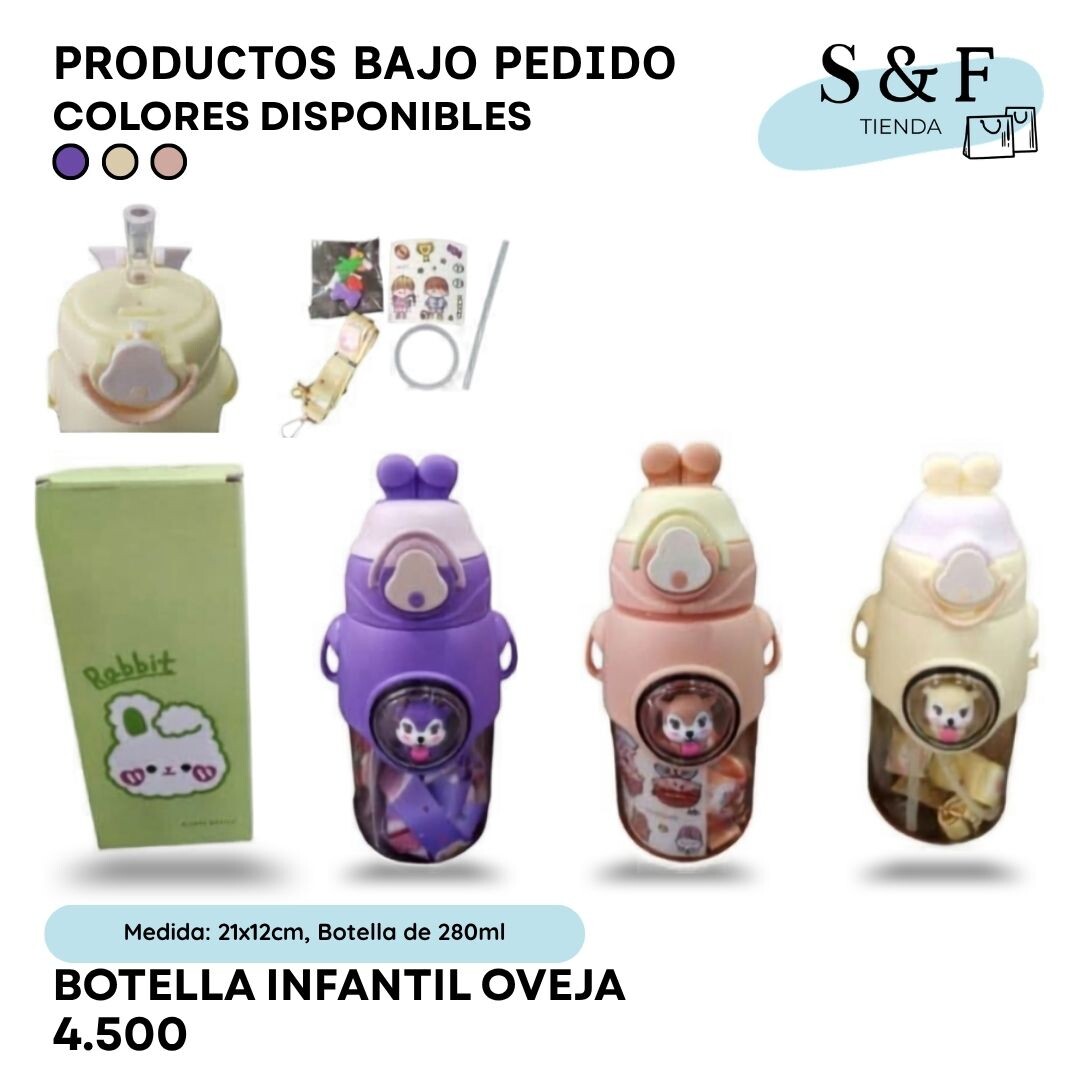 PRODUCTOS BAJO PEDIDO
COLORES DISPONIBLES
S & F
TIENDA
Rabbit
Medida: 21x12cm, Botella de 280ml
BOTELLA INFANTIL OVEJA
4.500